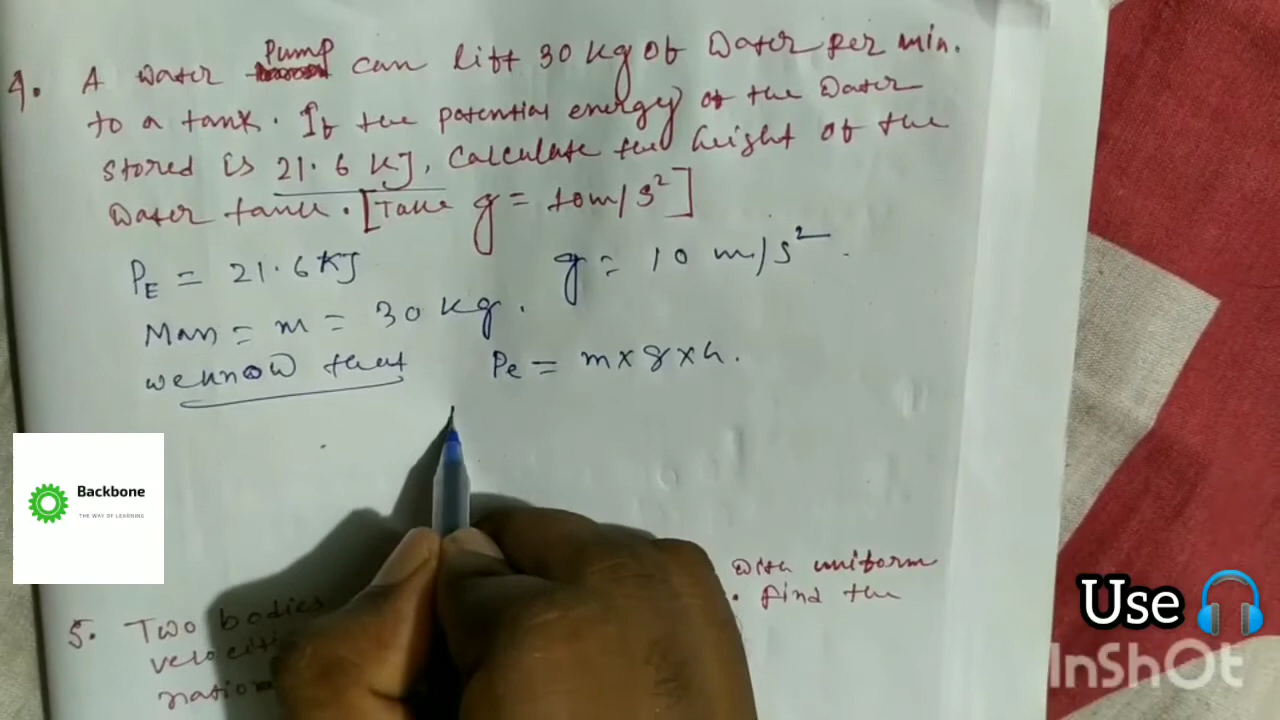 4. A water Pump can lift 30 kg of water per min.
to a tank. If the potential energy of the water
stored is 21.6 KJ, Calculate the height of the
water tank. [Take g = 10m/s²]
PE = 21.6 KJ g = 10 m/s².
Mass = m = 30 kg.
we know that Pe = m×g×h.
Backbone
THE WAY OF LEARNING
5. Two bodies with uniform
. find the
Use
InShOt